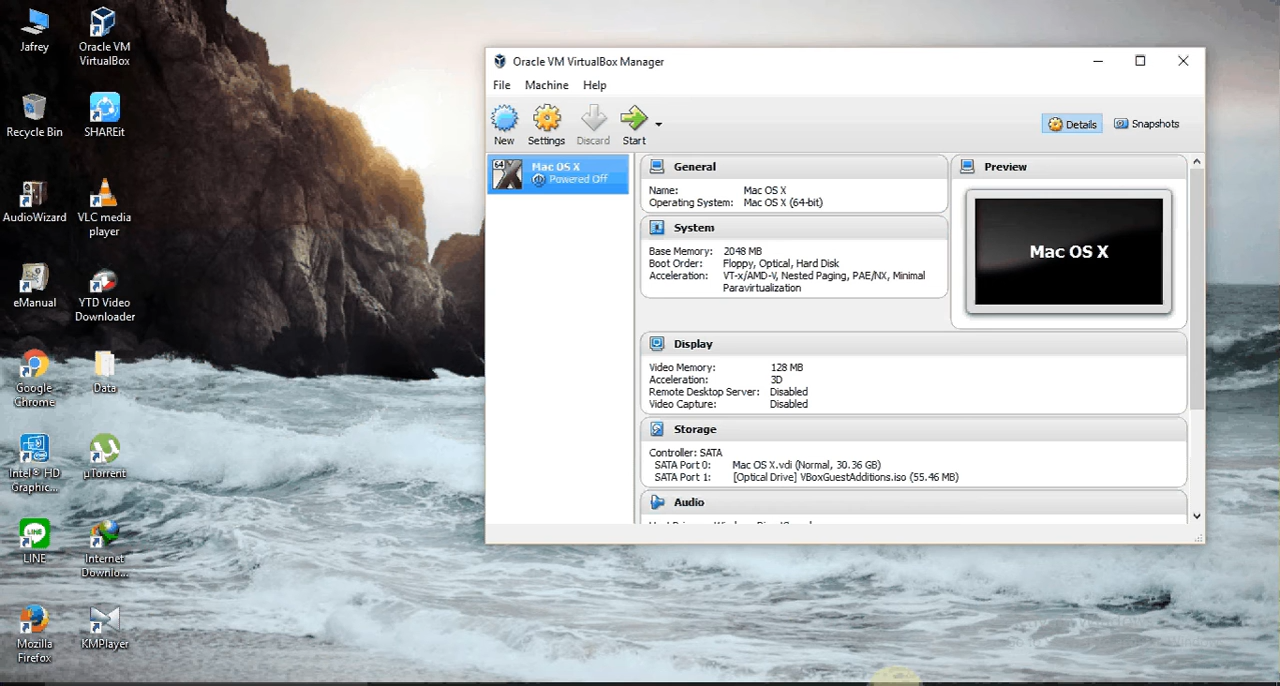 Jafrey
Oracle VM
VirtualBox
Recycle Bin
SHAREit
AudioWizard
VLC media
player
eManual
YTD Video
Downloader
Google
Chrome
Data
Intel® HD
Graphic...
µTorrent
LINE
LINE
Internet
Downlo...
Mozilla
Firefox
KMPlayer
Oracle VM VirtualBox Manager
File Machine Help
New Settings Discard Start
Details Snapshots
64
Mac OS X
Powered Off
General
Name: Mac OS X
Operating System: Mac OS X (64-bit)
System
Base Memory: 2048 MB
Boot Order: Floppy, Optical, Hard Disk
Acceleration: VT-x/AMD-V, Nested Paging, PAE/NX, Minimal
Paravirtualization
Preview
Mac OS X
Display
Video Memory: 128 MB
Acceleration: 3D
Remote Desktop Server: Disabled
Video Capture: Disabled
Storage
Controller: SATA
SATA Port 0: Mac OS X.vdi (Normal, 30.36 GB)
SATA Port 1: [Optical Drive] VBoxGuestAdditions.iso (55.46 MB)
Audio